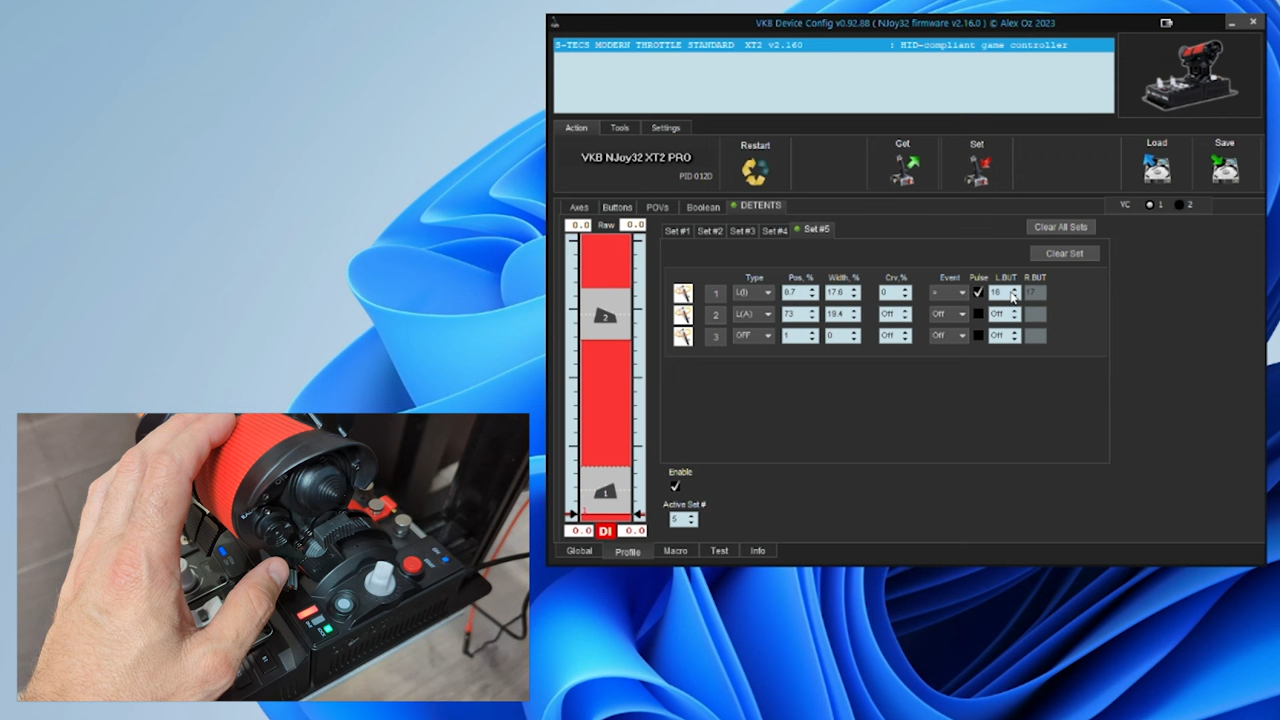 VKB Device Config v0.92.88 ( NJoy32 firmware v2.16.0 ) © Alex Oz 2023
S-TECS MODERN THROTTLE STANDARD XT2 v2.160 : HID-compliant game controller
Action Tools Settings
VKB NJoy32 XT2 PRO
PID 012D
Restart
Get
Set
Load
Save
Axes Buttons POVs Boolean DETENTS
YC 1 2
0.0 Raw 0.0
Set #1 Set #2 Set #3 Set #4 Set #5
Clear All Sets
Clear Set
Type Pos, % Width, % Crv,% Event Pulse L.BUT R.BUT
1 L(I) 8.7 17.6 0 = 16 17
2 L(A) 73 19.4 Off Off Off
3 OFF 1 0 Off Off Off
2
1
1
Enable
Active Set #
5
0.0 DI 0.0
Global Profile Macro Test Info